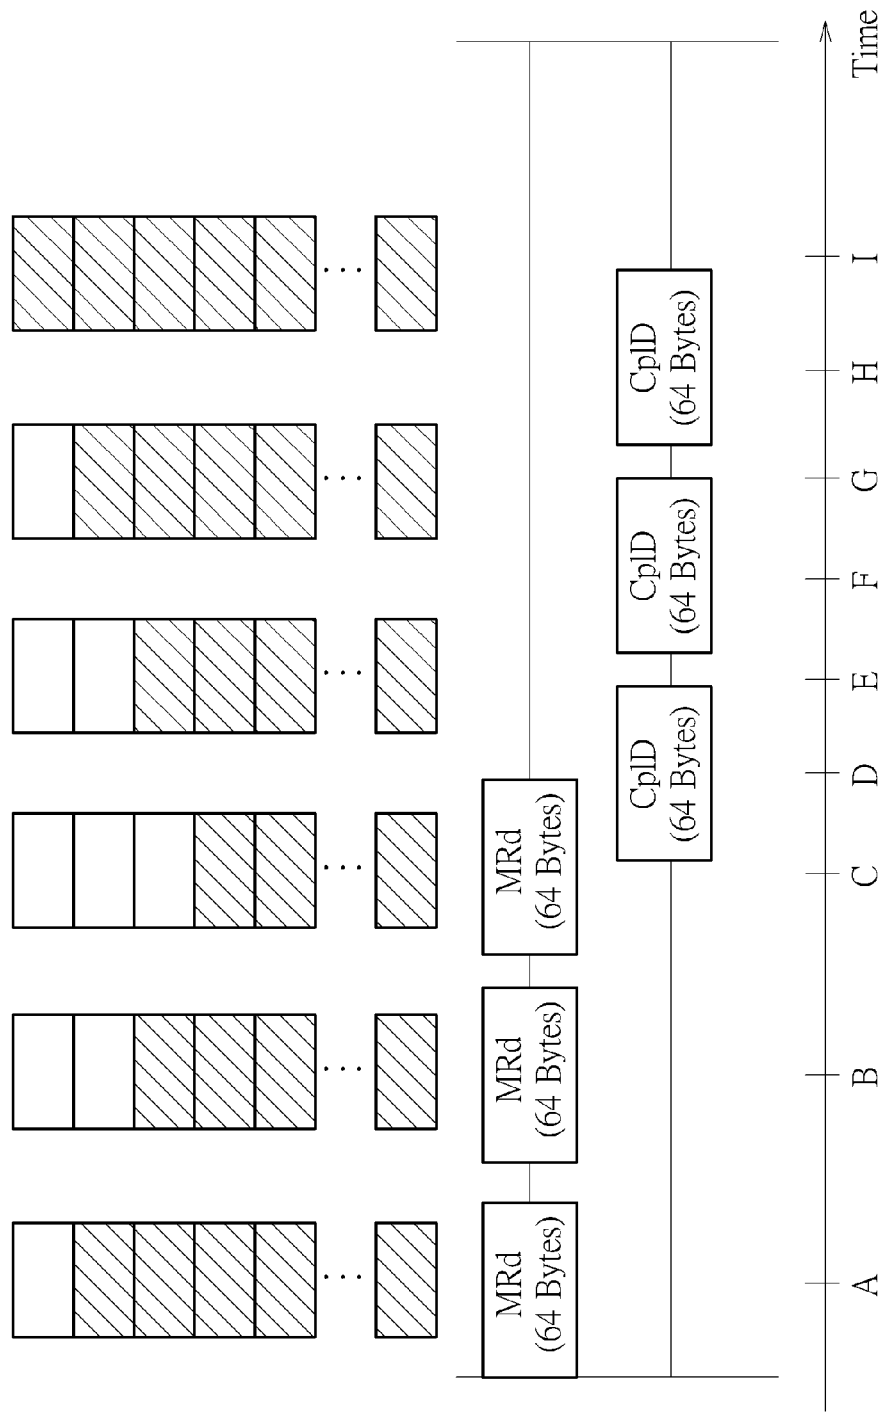 MRd
(64 Bytes)
MRd
(64 Bytes)
MRd
(64 Bytes)
CplD
(64 Bytes)
CplD
(64 Bytes)
CplD
(64 Bytes)
A
B
C
D
E
F
G
H
I
Time